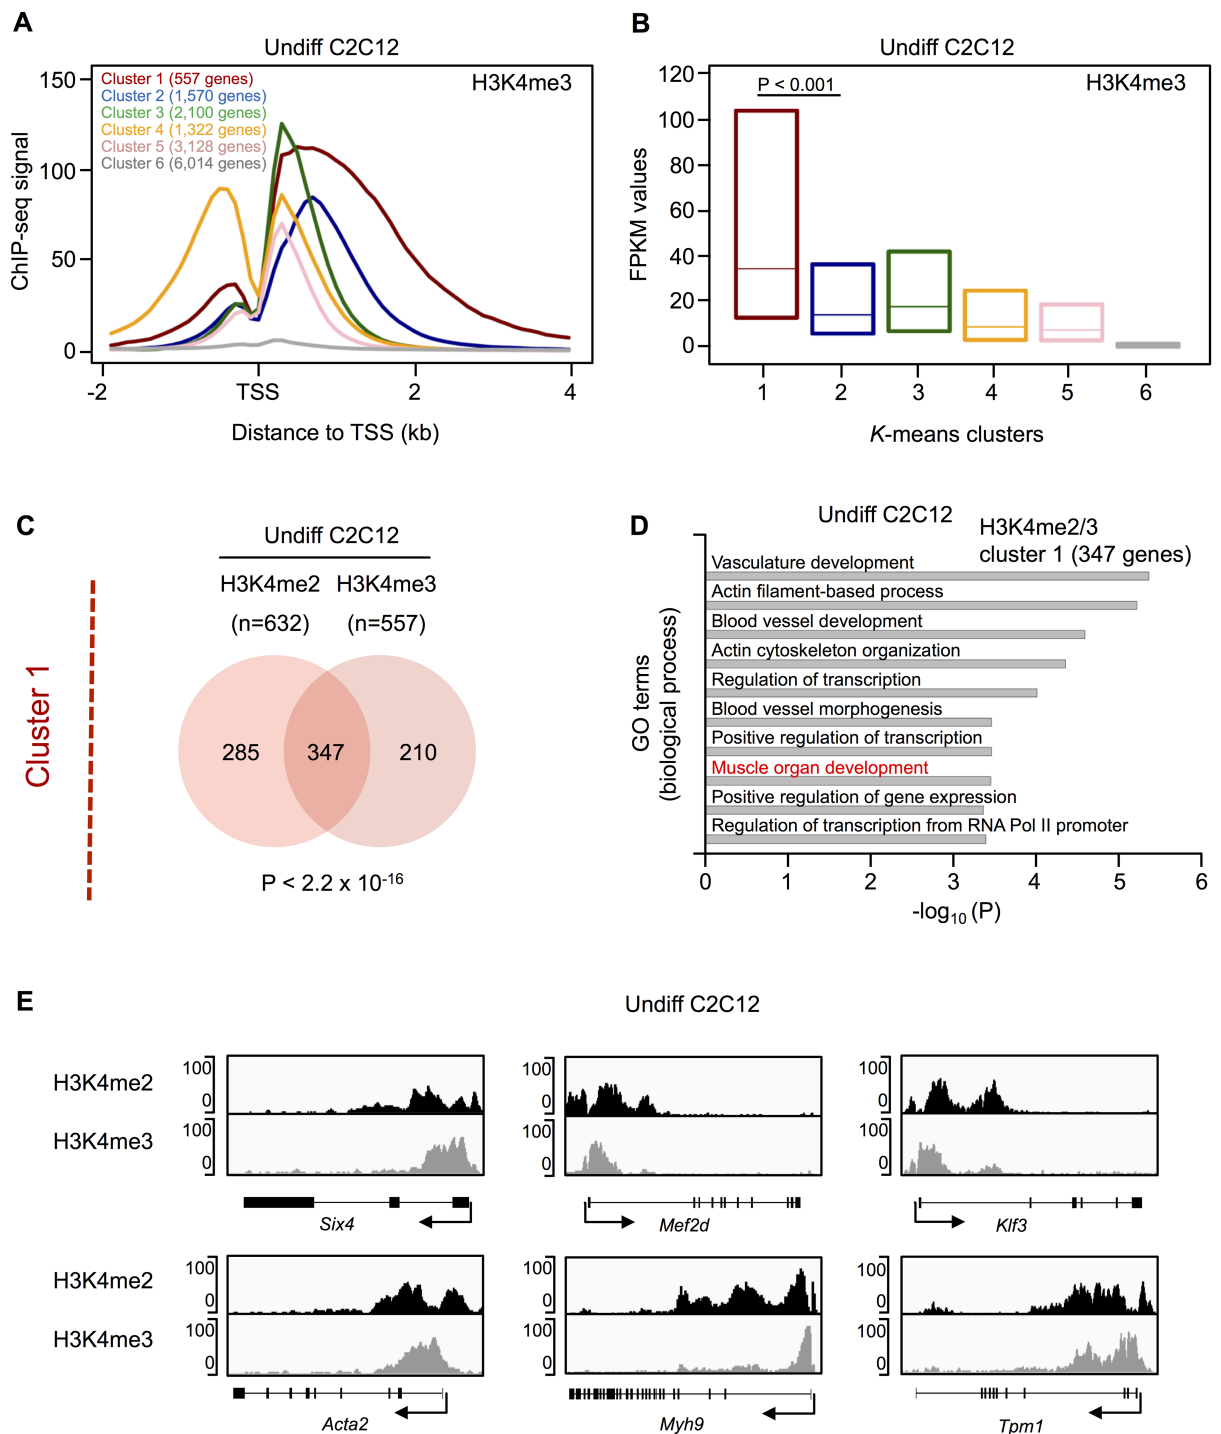 A
Undiff C2C12
H3K4me3
Cluster 1 (557 genes)
Cluster 2 (1,570 genes)
Cluster 3 (2,100 genes)
Cluster 4 (1,322 genes)
Cluster 5 (3,128 genes)
Cluster 6 (6,014 genes)
ChIP-seq signal
150
100
50
0
-2
TSS
2
4
Distance to TSS (kb)
B
Undiff C2C12
H3K4me3
P < 0.001
FPKM values
120
100
80
60
40
20
0
1
2
3
4
5
6
K-means clusters
C
Undiff C2C12
H3K4me2
H3K4me3
(n=632)
(n=557)
Cluster 1
285
347
210
P < 2.2 x 10-16
D
Undiff C2C12
H3K4me2/3
cluster 1 (347 genes)
GO terms
(biological process)
Vasculature development
Actin filament-based process
Blood vessel development
Actin cytoskeleton organization
Regulation of transcription
Blood vessel morphogenesis
Positive regulation of transcription
Muscle organ development
Positive regulation of gene expression
Regulation of transcription from RNA Pol II promoter
0
1
2
3
4
5
6
-log10 (P)
E
Undiff C2C12
H3K4me2
100
0
100
0
100
0
H3K4me3
100
0
100
0
100
0
Six4
Mef2d
Klf3
H3K4me2
100
0
100
0
100
0
H3K4me3
100
0
100
0
100
0
Acta2
Myh9
Tpm1